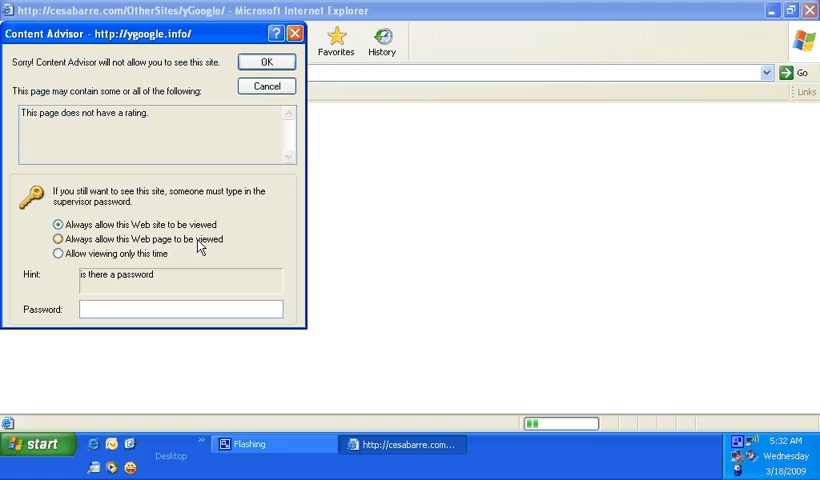 http://cesabarre.com/OtherSites/yGoogle/ - Microsoft Internet Explorer
Content Advisor - http://ygoogle.info/
Favorites
History
Sorry! Content Advisor will not allow you to see this site.
OK
Go
Cancel
This page may contain some or all of the following:
Links
This page does not have a rating.
If you still want to see this site, someone must type in the
supervisor password.
Always allow this Web site to be viewed
Always allow this Web page to be viewed
Allow viewing only this time
Hint:
is there a password
Password:
start
»
Desktop
Flashing
http://cesabarre.com...
5:32 AM
Wednesday
3/18/2009